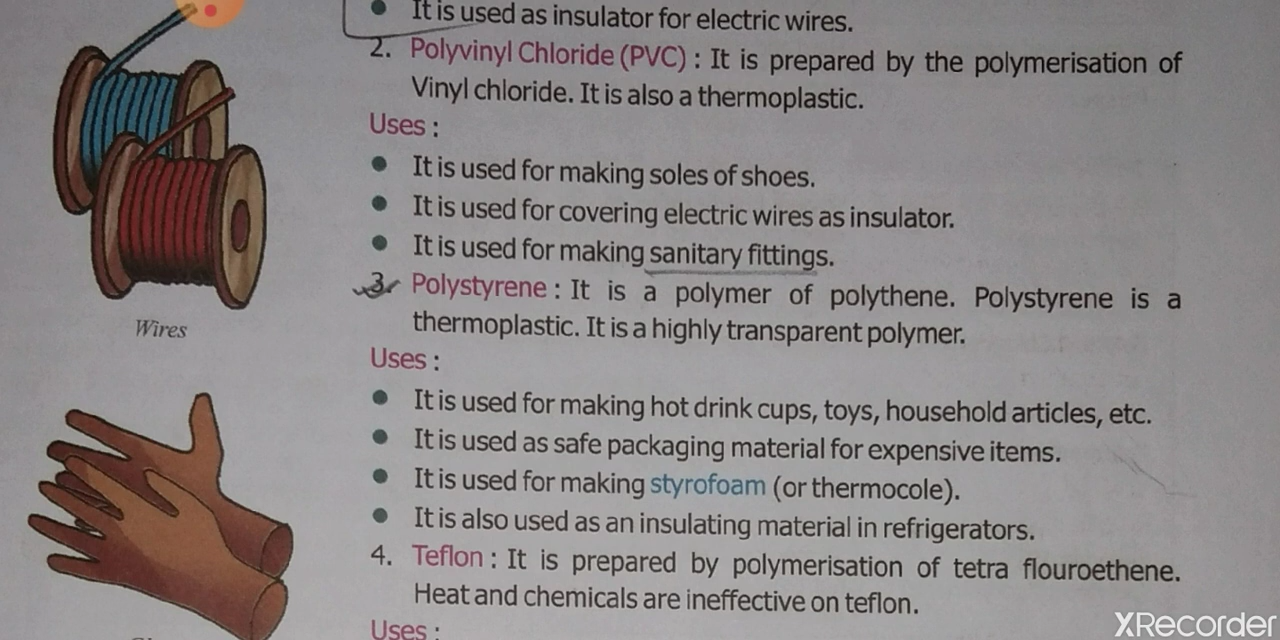 It is used as insulator for electric wires.
2. Polyvinyl Chloride (PVC) : It is prepared by the polymerisation of
Vinyl chloride. It is also a thermoplastic.
Uses :
It is used for making soles of shoes.
It is used for covering electric wires as insulator.
It is used for making sanitary fittings.
3. Polystyrene : It is a polymer of polythene. Polystyrene is a
thermoplastic. It is a highly transparent polymer.
Wires
Uses :
It is used for making hot drink cups, toys, household articles, etc.
It is used as safe packaging material for expensive items.
It is used for making styrofoam (or thermocole).
It is also used as an insulating material in refrigerators.
4. Teflon : It is prepared by polymerisation of tetra flouroethene.
Heat and chemicals are ineffective on teflon.
Uses :
XRecorder